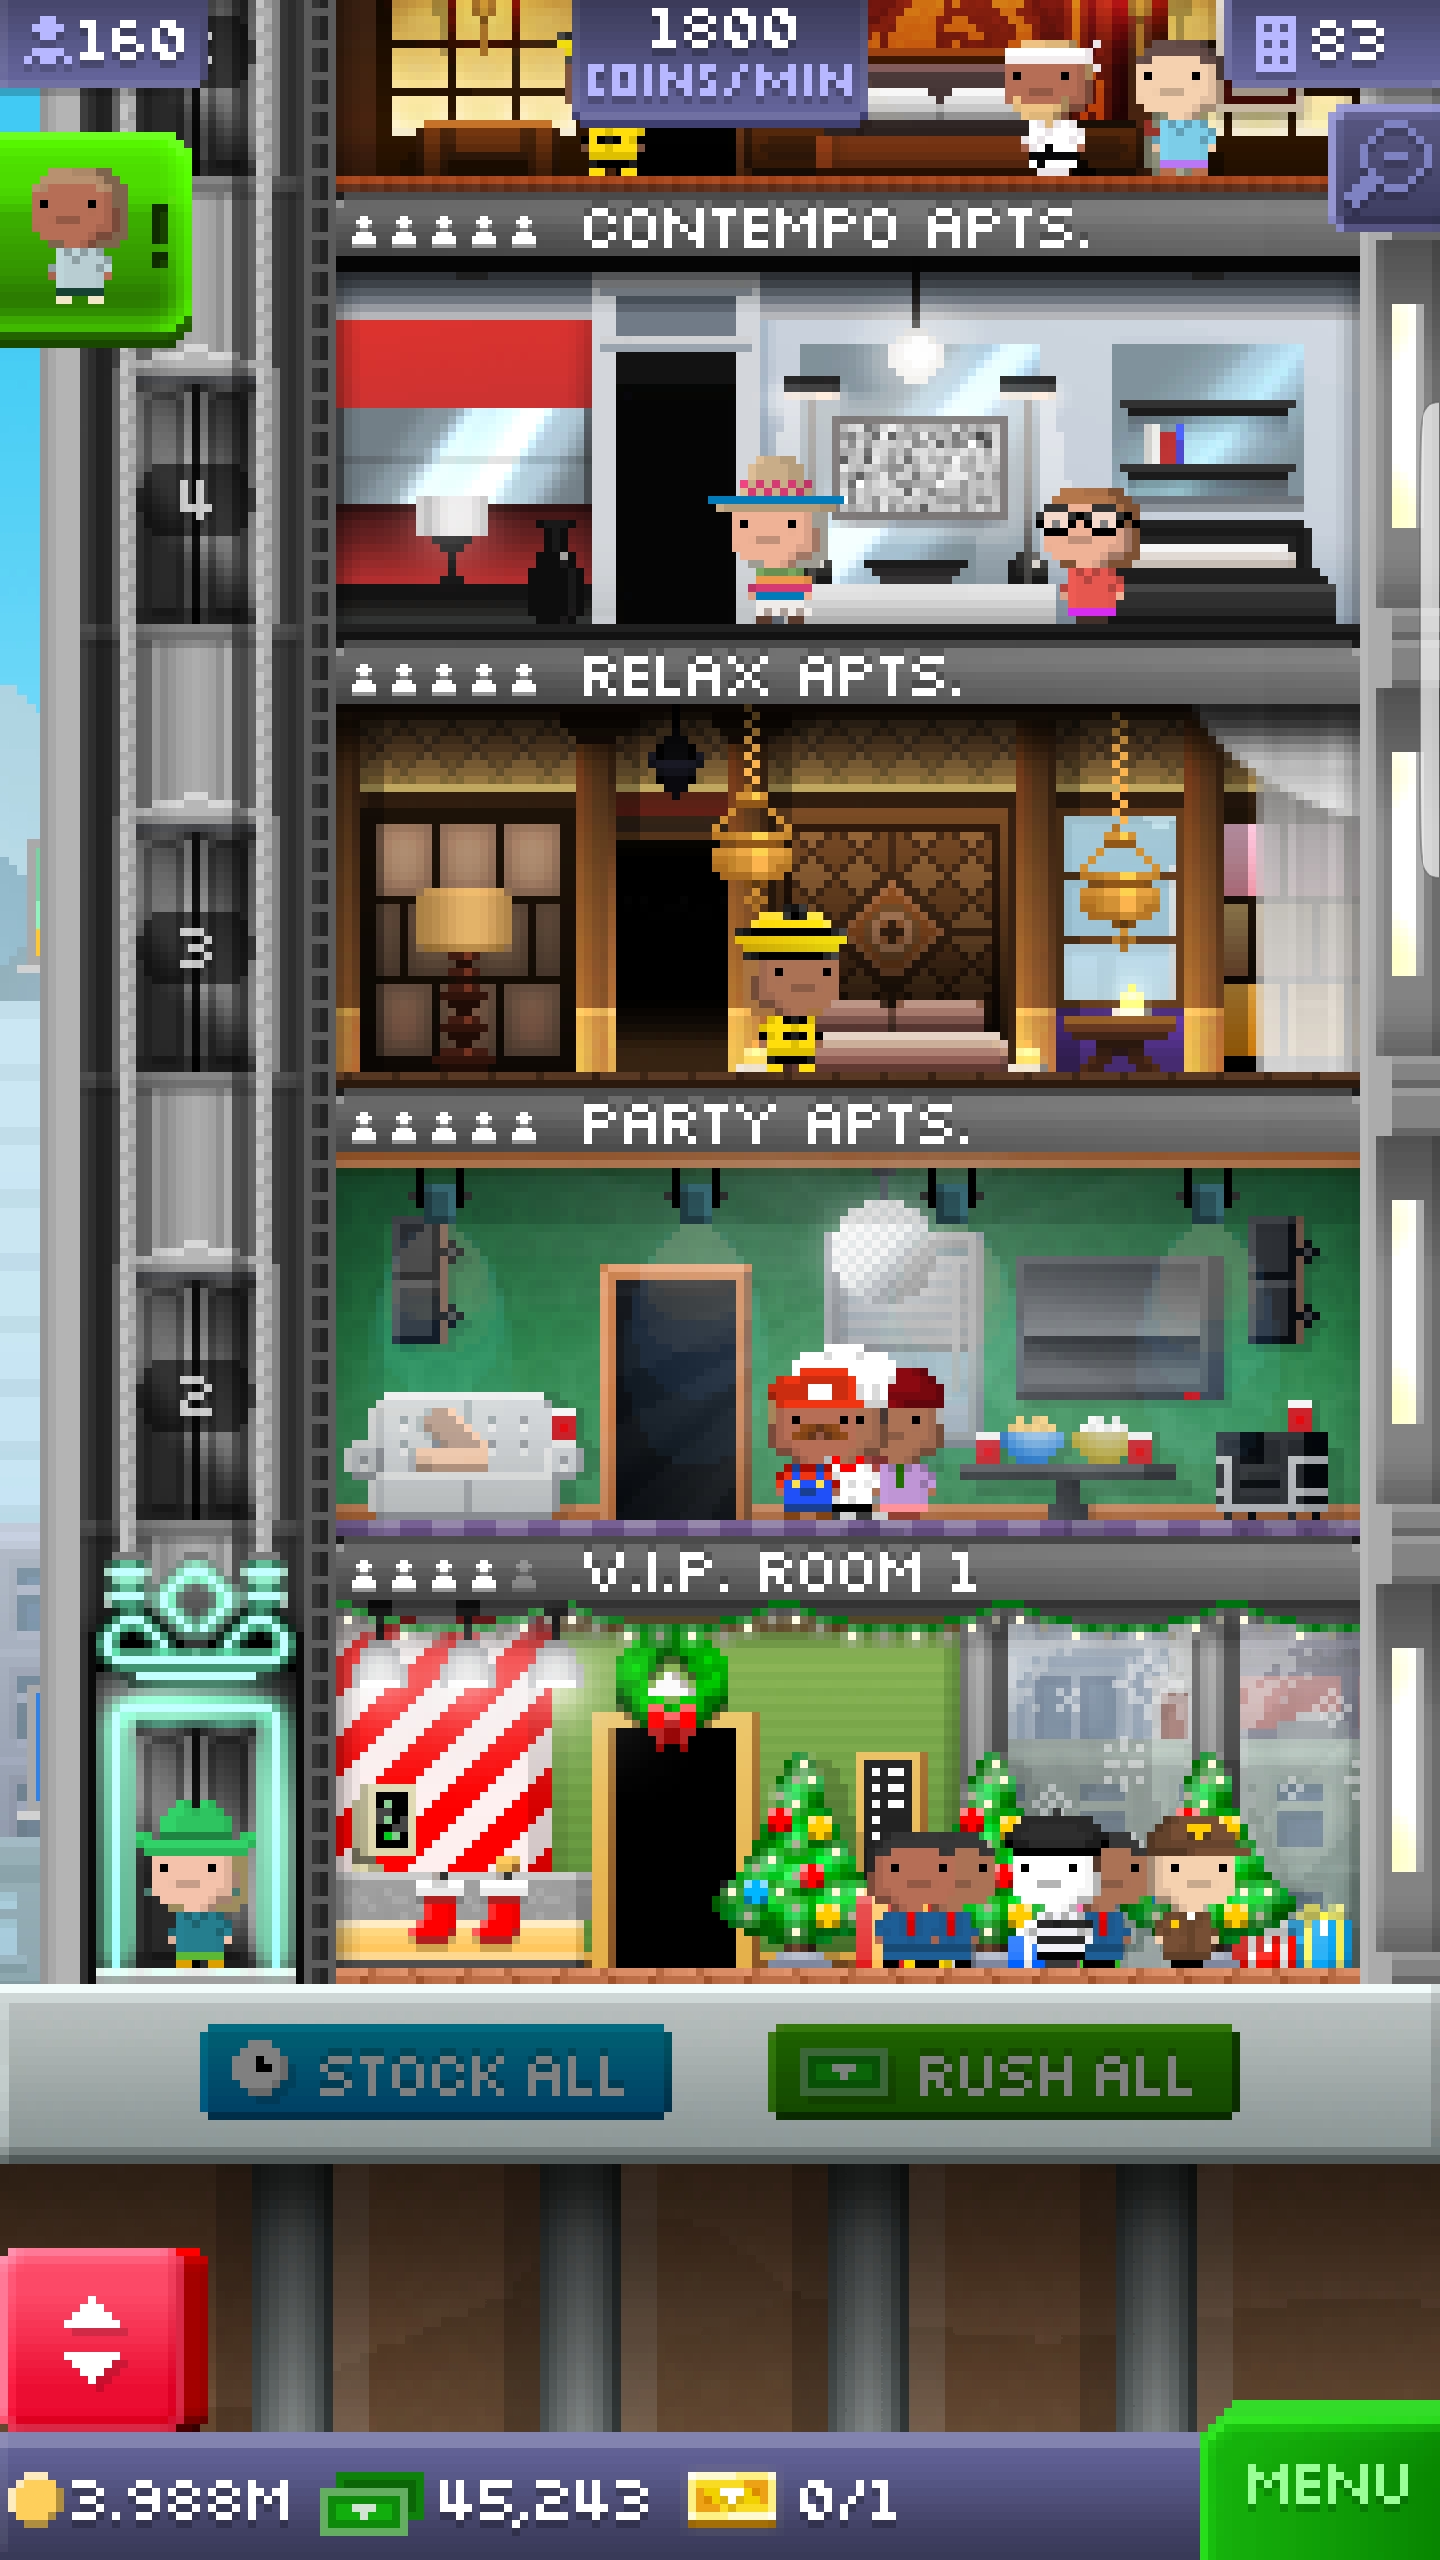 160
1800
COINS/MIN
83
!
CONTEMPO APTS.
4
RELAX APTS.
3
PARTY APTS.
2
V.I.P. ROOM 1
STOCK ALL
RUSH ALL
3.988M
45,243
0/1
MENU